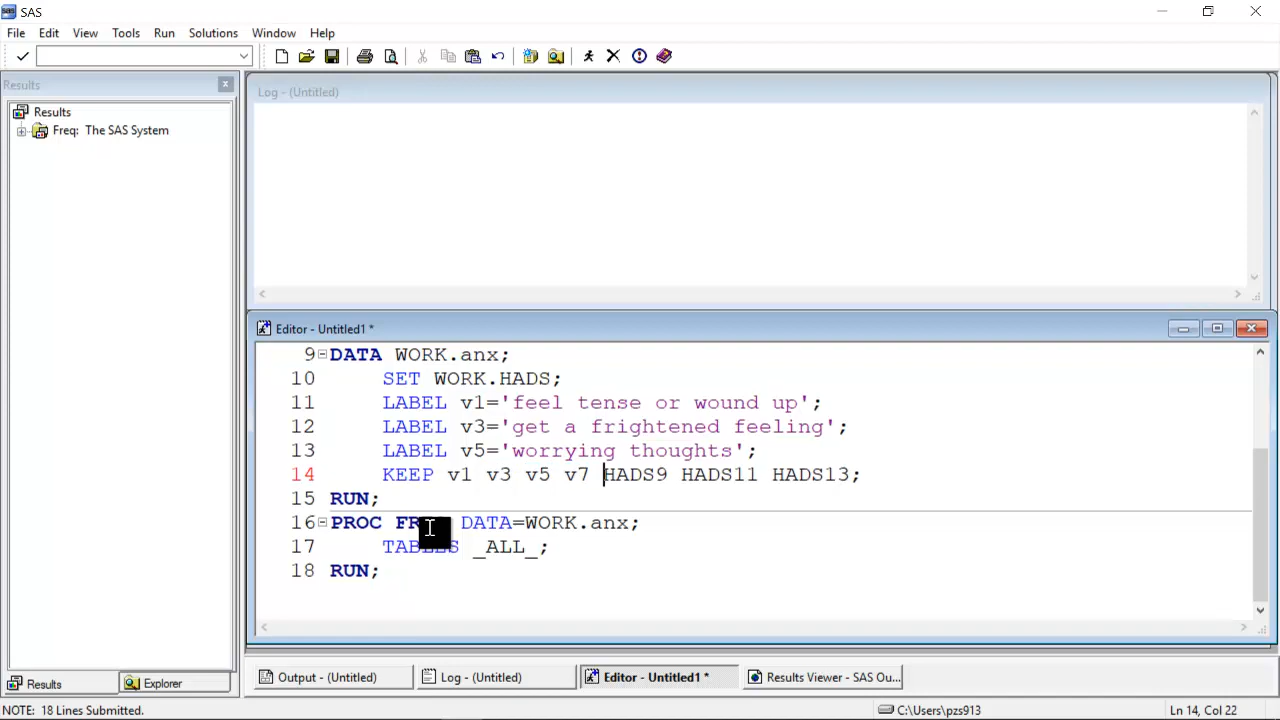 SAS
File Edit View Tools Run Solutions Window Help
Results
Log - (Untitled)
Results
Freq: The SAS System
Editor - Untitled1 *
9 DATA WORK.anx;
10 SET WORK.HADS;
11 LABEL v1='feel tense or wound up';
12 LABEL v3='get a frightened feeling';
13 LABEL v5='worrying thoughts';
14 KEEP v1 v3 v5 v7 HADS9 HADS11 HADS13;
15 RUN;
16 PROC DATA=WORK.anx;
17 TABLES _ALL_;
18 RUN;
Results Explorer
Output - (Untitled) Log - (Untitled) Editor - Untitled1 * Results Viewer - SAS Ou...
NOTE: 18 Lines Submitted. C:\Users\pzs913 Ln 14, Col 22